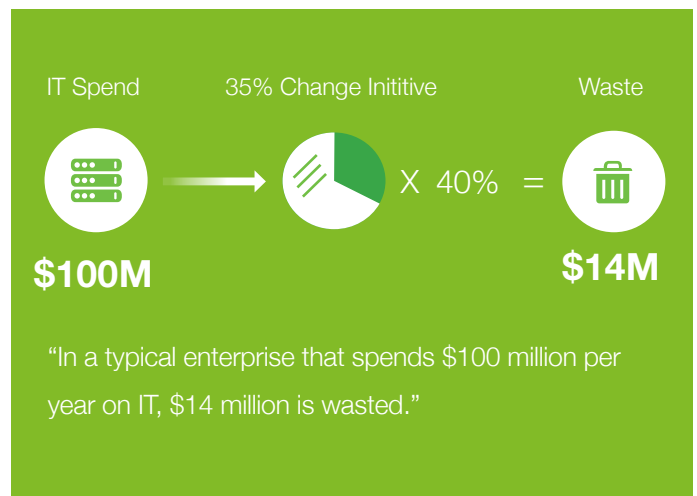 IT Spend
35% Change Inititive
Waste
X 40% =
$100M
$14M
“In a typical enterprise that spends $100 million per
year on IT, $14 million is wasted.”